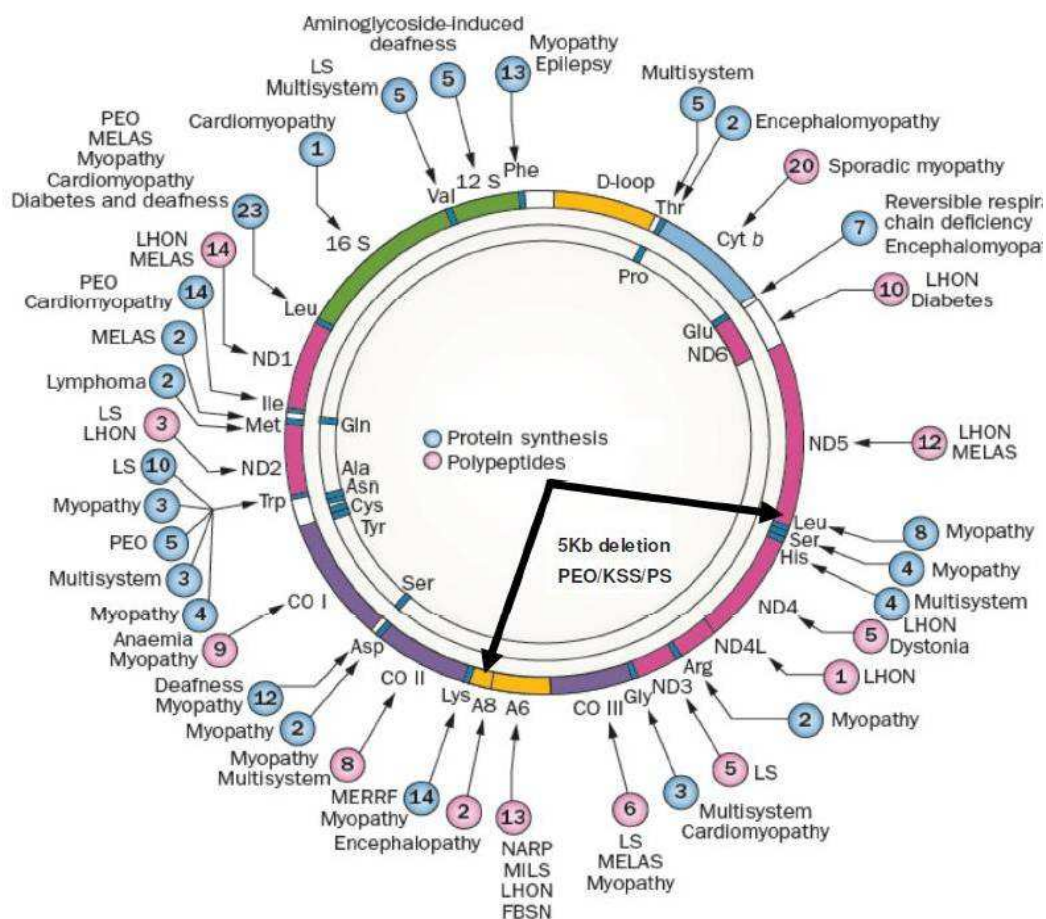 Aminoglycoside-induced
deafness
5
LS
Multisystem
5
Myopathy
Epilepsy
13
Multisystem
5
2
Encephalomyopathy
20
Sporadic myopathy
Reversible respira
chain deficiency
Encephalomyopat
7
10
LHON
Diabetes
Cardiomyopathy
1
PEO
MELAS
Myopathy
Cardiomyopathy
Diabetes and deafness
23
LHON
MELAS
14
PEO
Cardiomyopathy
14
MELAS
2
Lymphoma
2
LS
LHON
3
LS
10
Myopathy
3
PEO
5
Multisystem
3
Myopathy
4
Anaemia
Myopathy
9
Deafness
Myopathy
12
Myopathy
2
Myopathy
Multisystem
8
MERRF
Myopathy
14
Encephalopathy
2
13
NARP
MILS
LHON
FBSN
6
LS
MELAS
Myopathy
3
Multisystem
Cardiomyopathy
5
LS
2
Myopathy
1
LHON
5
LHON
Dystonia
4
Multisystem
4
Myopathy
8
Myopathy
12
LHON
MELAS
Phe
12 S
Val
16 S
Leu
ND1
Ile
Met
ND2
Trp
CO I
Asp
CO II
Lys
A8
A6
CO III
Gly
ND3
Arg
ND4L
ND4
His
Ser
Leu
ND5
Cyt b
Thr
D-loop
Pro
Glu
ND6
Gln
Ala
Asn
Cys
Tyr
Ser
Protein synthesis
Polypeptides
5Kb deletion
PEO/KSS/PS